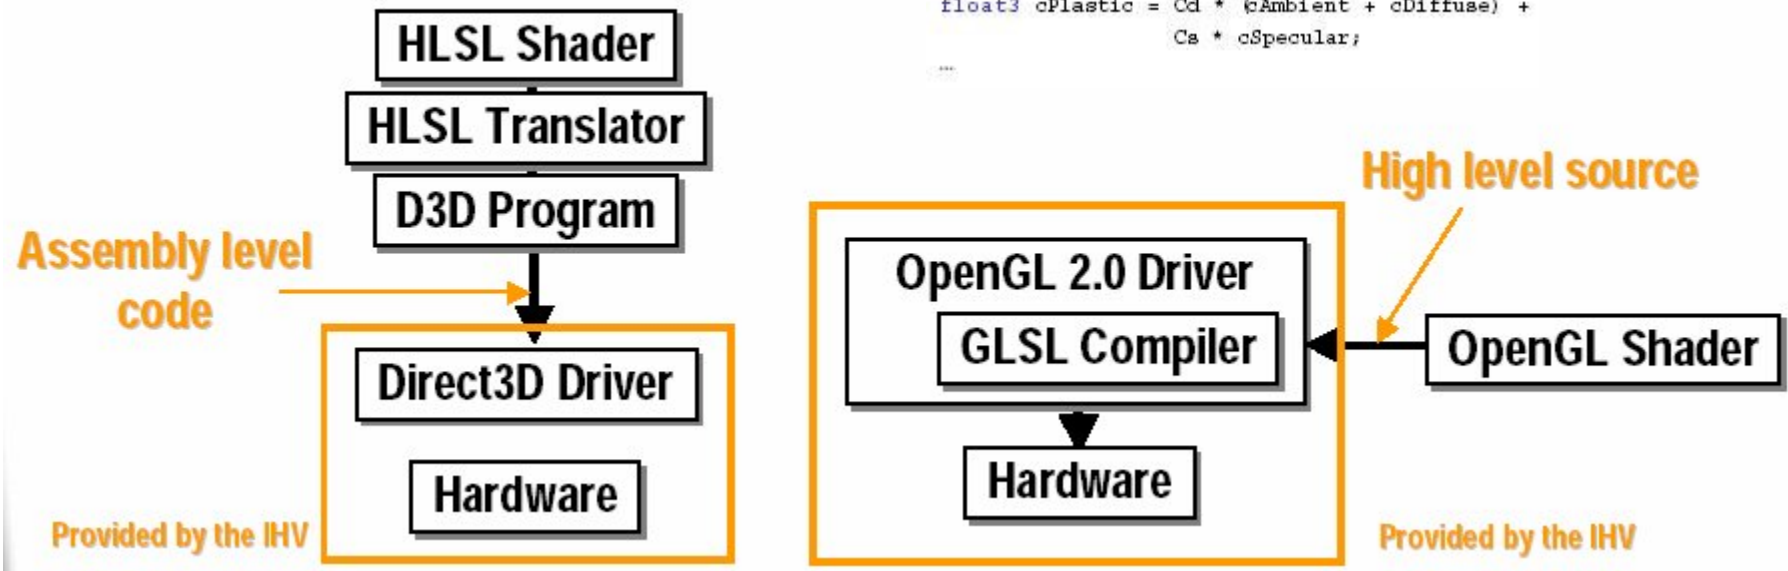 float3 cPlastic = Cd * (cAmbient + cDiffuse) +
Cs * cSpecular;
...
HLSL Shader
HLSL Translator
D3D Program
Assembly level
code
Direct3D Driver
Hardware
Provided by the IHV
High level source
OpenGL 2.0 Driver
GLSL Compiler
OpenGL Shader
Hardware
Provided by the IHV